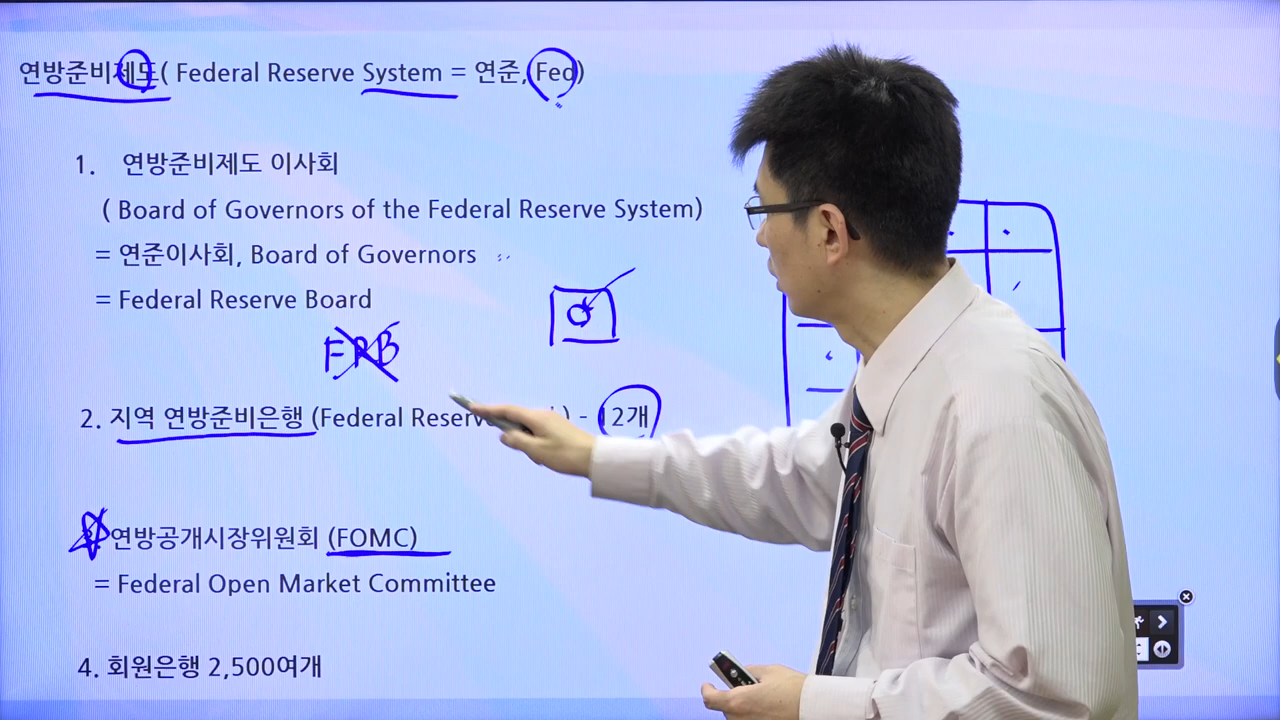 연방준비제도( Federal Reserve System = 연준, Fed)
1. 연방준비제도 이사회
( Board of Governors of the Federal Reserve System)
= 연준이사회, Board of Governors
= Federal Reserve Board
FRB
2. 지역 연방준비은행 (Federal Reserve ) - 12개
연방공개시장위원회 (FOMC)
= Federal Open Market Committee
4. 회원은행 2,500여개